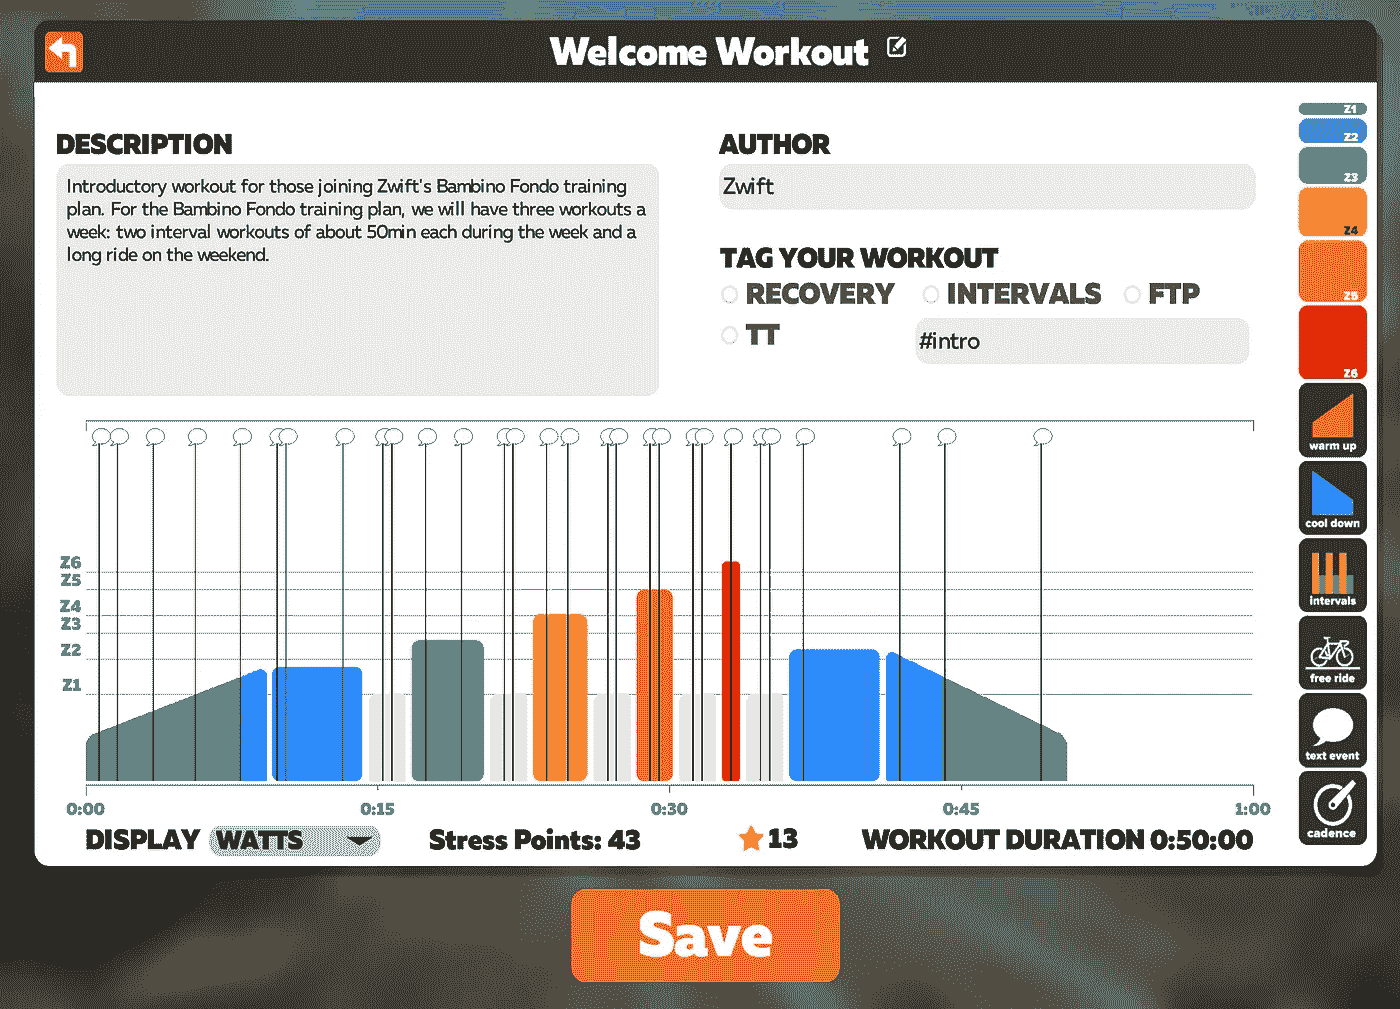 Welcome Workout
DESCRIPTION
Introductory workout for those joining Zwift's Bambino Fondo training
plan. For the Bambino Fondo training plan, we will have three workouts a
week: two interval workouts of about 50min each during the week and a
long ride on the weekend.
AUTHOR
Zwift
TAG YOUR WORKOUT
RECOVERY INTERVALS FTP
TT #intro
Z1
Z2
Z3
Z4
Z5
Z6
warm up
cool down
intervals
free ride
text event
cadence
Z6
Z5
Z4
Z3
Z2
Z1
0:00 0:15 0:30 0:45 1:00
DISPLAY WATTS Stress Points: 43 13 WORKOUT DURATION 0:50:00
Save